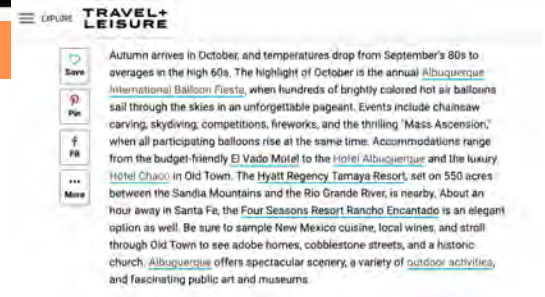 EXPLORE TRAVEL+
LEISURE
Autumn arrives in October, and temperatures drop from September's 80s to
Save
averages in the high 60s. The highlight of October is the annual Albuquerque
International Balloon Fiesta, when hundreds of brightly colored hot air balloons
Pin
sail through the skies in an unforgettable pageant. Events include chainsaw
carving, skydiving, competitions, fireworks, and the thrilling "Mass Ascension,"
FB
when all participating balloons rise at the same time. Accommodations range
from the budget-friendly El Vado Motel to the Hotel Albuquerque and the luxury
More
Hotel Chaco in Old Town. The Hyatt Regency Tamaya Resort, set on 550 acres
between the Sandia Mountains and the Rio Grande River, is nearby. About an
hour away in Santa Fe, the Four Seasons Resort Rancho Encantado is an elegant
option as well. Be sure to sample New Mexico cuisine, local wines, and stroll
through Old Town to see adobe homes, cobblestone streets, and a historic
church. Albuquerque offers spectacular scenery, a variety of outdoor activities,
and fascinating public art and museums.